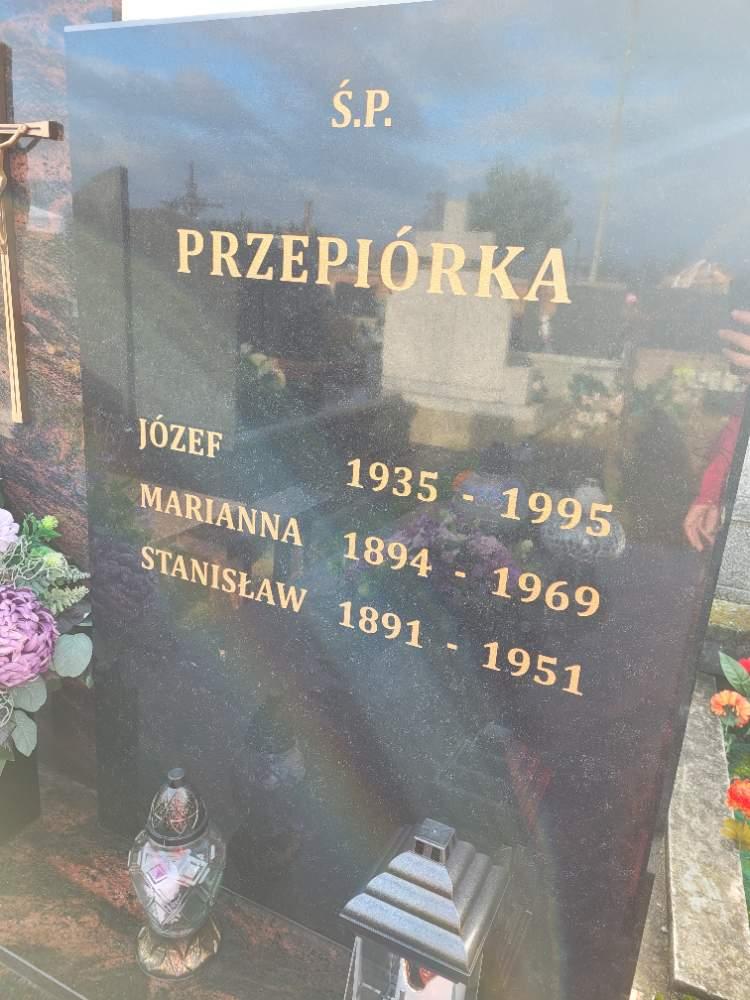 Ś.P.
PRZEPIÓRKA
JÓZEF 1935 - 1995
MARIANNA 1894 - 1969
STANISŁAW 1891 - 1951